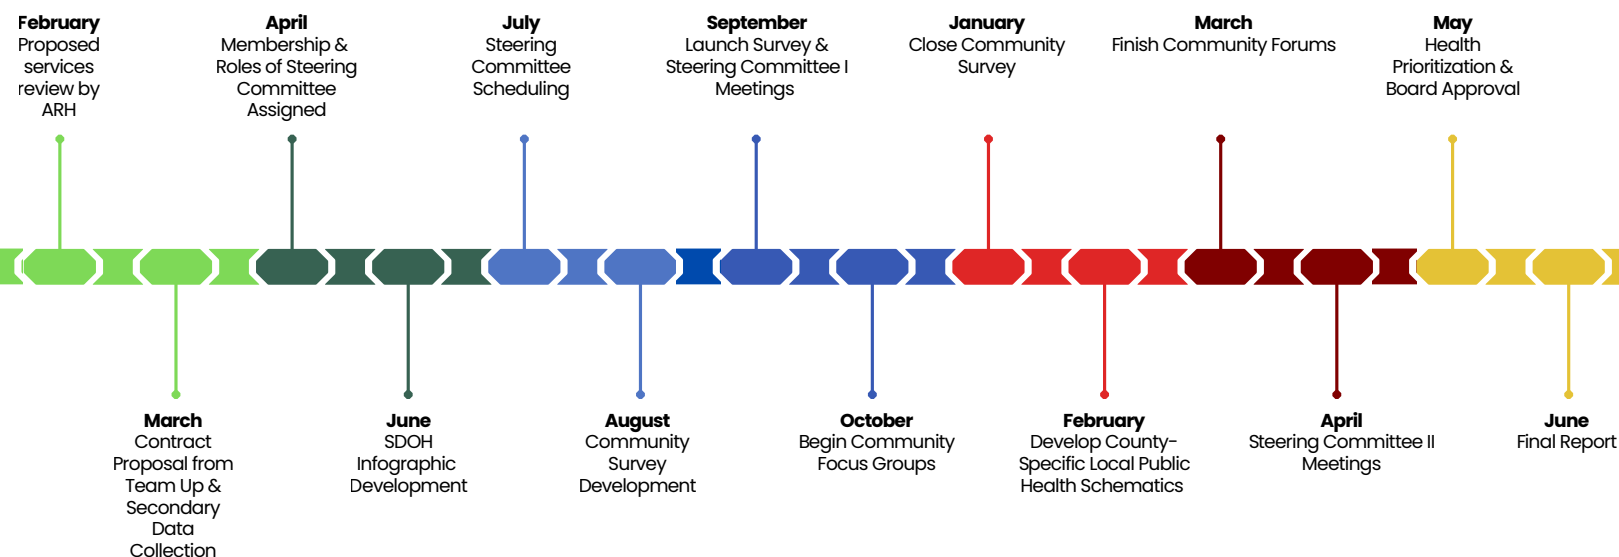 February
Proposed
services
review by
ARH
April
Membership &
Roles of Steering
Committee
Assigned
July
Steering
Committee
Scheduling
September
Launch Survey &
Steering Committee I
Meetings
January
Close Community
Survey
March
Finish Community Forums
May
Health
Prioritization &
Board Approval
March
Contract
Proposal from
Team Up &
Secondary
Data
Collection
June
SDOH
Infographic
Development
August
Community
Survey
Development
October
Begin Community
Focus Groups
February
Develop County-
Specific Local Public
Health Schematics
April
Steering Committee II
Meetings
June
Final Report